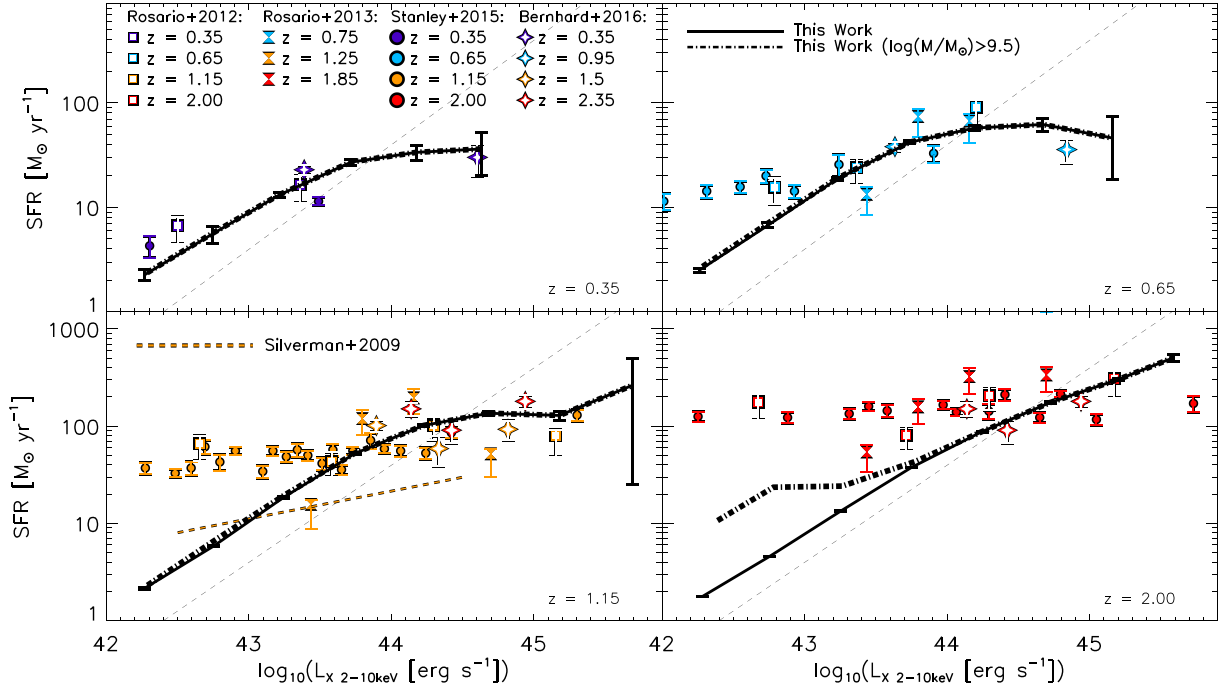 Rosario+2012: Rosario+2013: Stanley+2015: Bernhard+2016:
z = 0.35 z = 0.75 z = 0.35 z = 0.35
z = 0.65 z = 1.25 z = 0.65 z = 0.95
z = 1.15 z = 1.85 z = 1.15 z = 1.5
z = 2.00 z = 2.00 z = 2.35
This Work
This Work (log(M/M⊙)>9.5)
100
10
1
SFR [M⊙ yr⁻¹]
z = 0.35
z = 0.65
Silverman+2009
1000
100
10
1
SFR [M⊙ yr⁻¹]
z = 1.15
z = 2.00
42 43 44 45 42 43 44 45
log₁₀(L_X 2−10keV [erg s⁻¹]) log₁₀(L_X 2−10keV [erg s⁻¹])